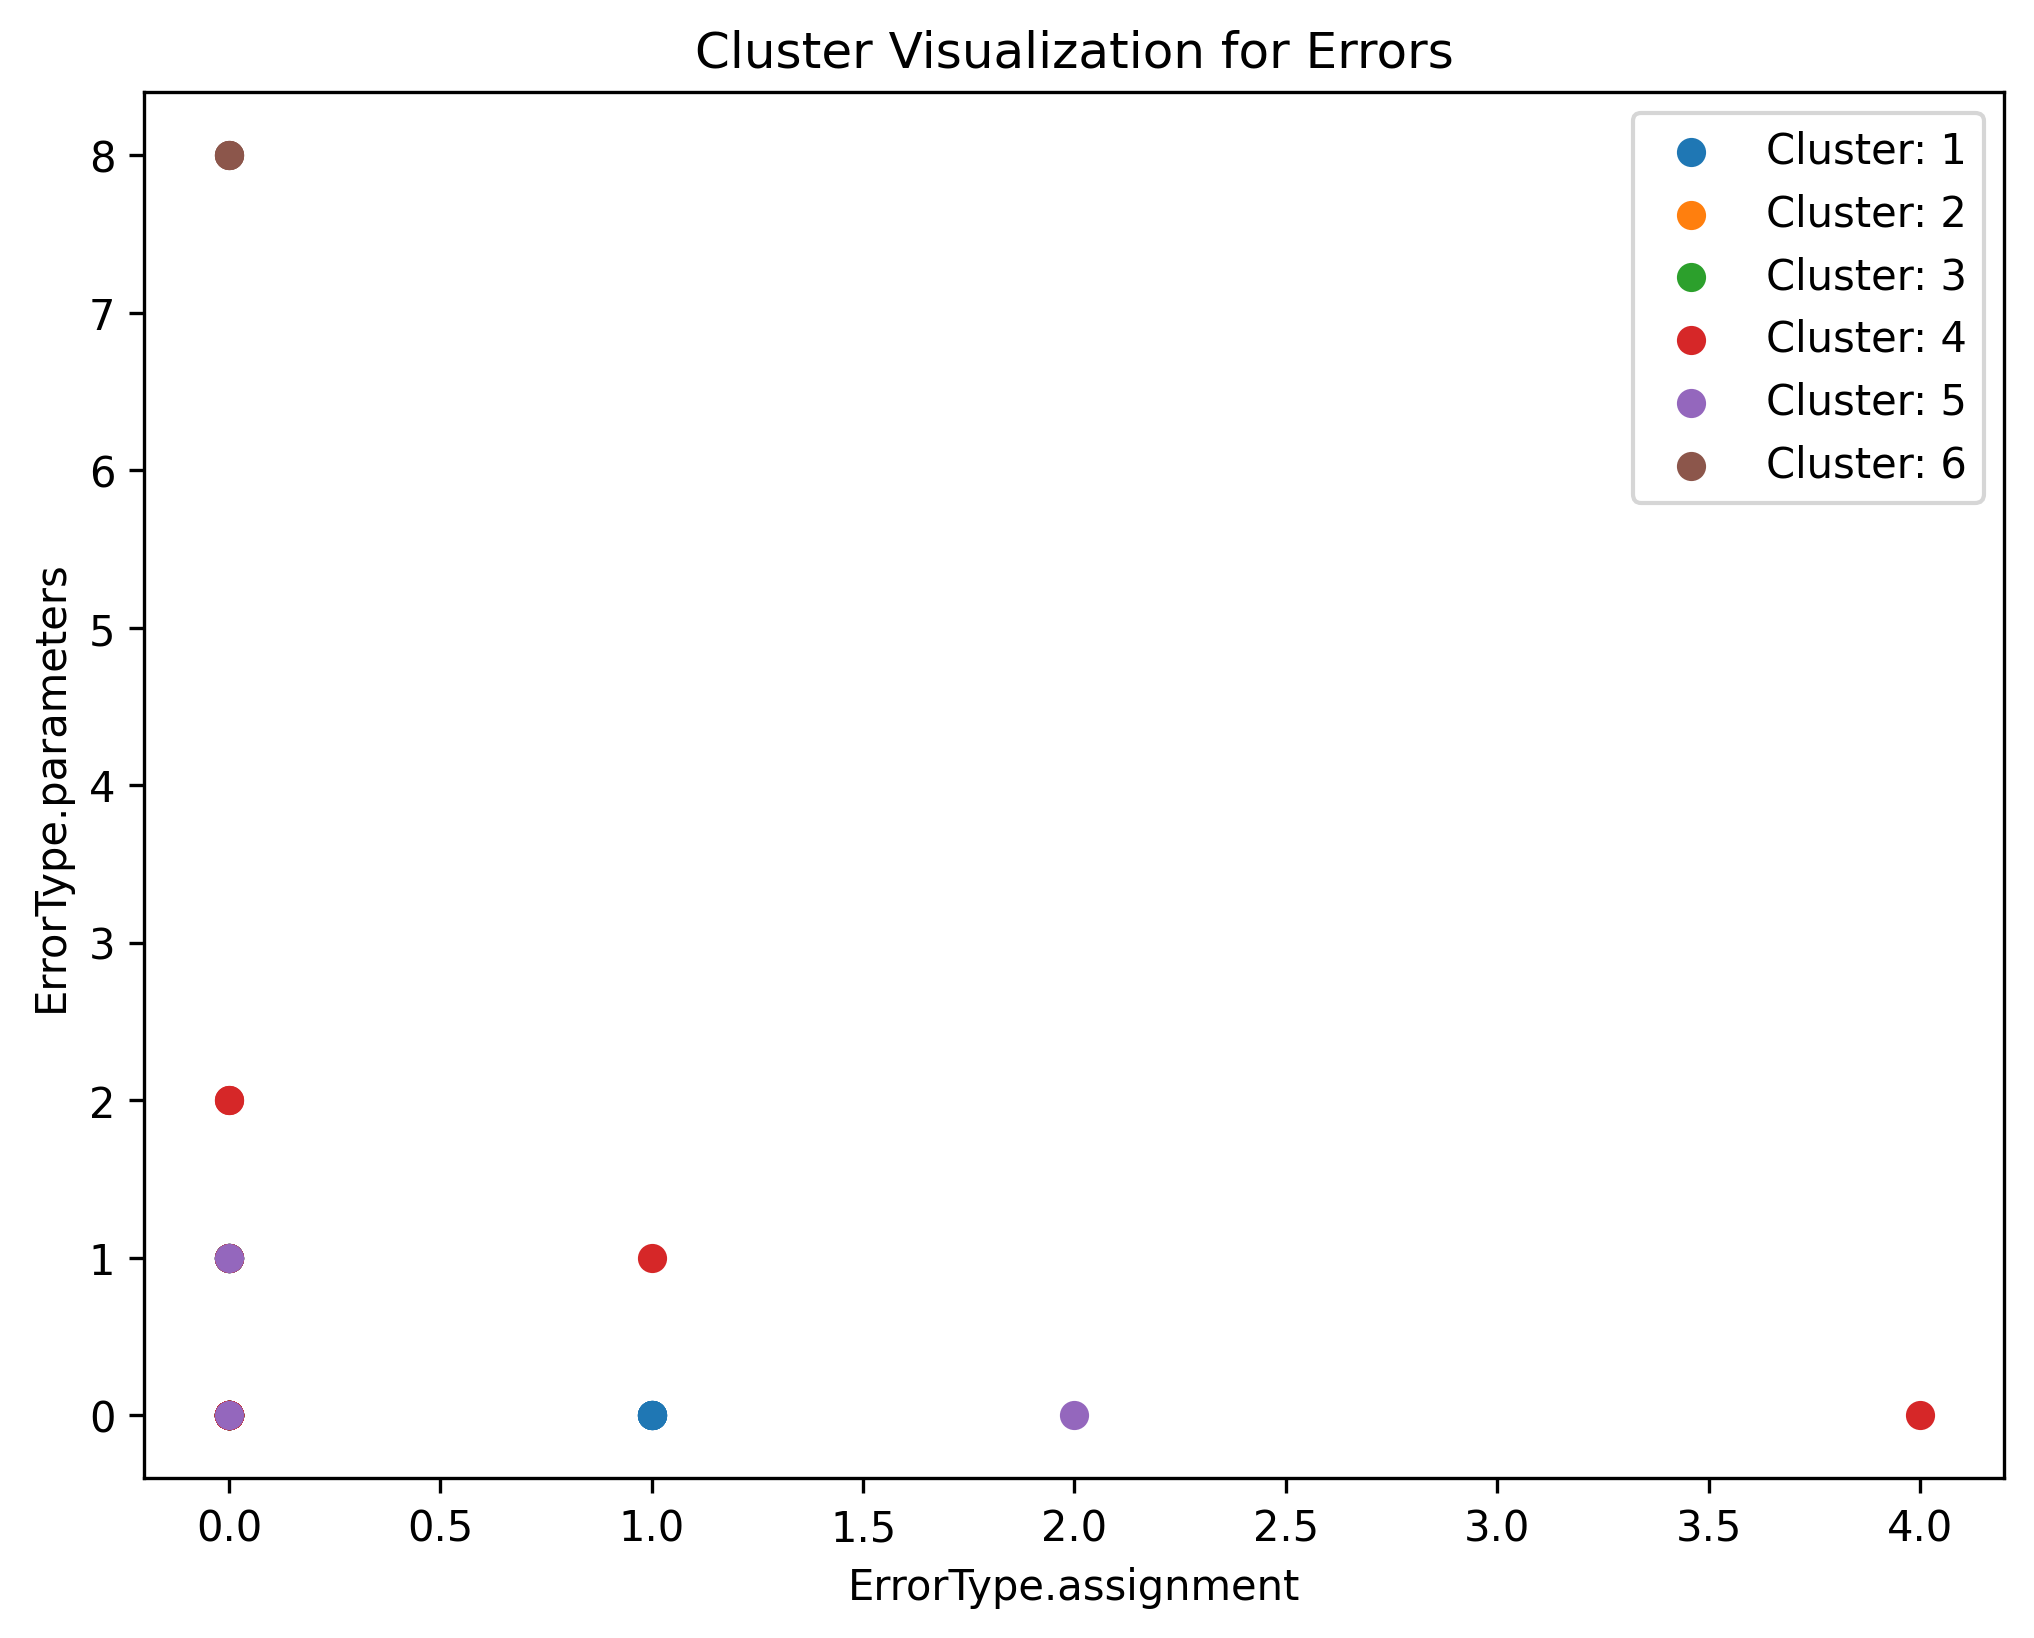 Cluster Visualization for Errors
Cluster: 1
Cluster: 2
Cluster: 3
Cluster: 4
Cluster: 5
Cluster: 6
ErrorType.parameters
8
7
6
5
4
3
2
1
0
0.0 0.5 1.0 1.5 2.0 2.5 3.0 3.5 4.0
ErrorType.assignment